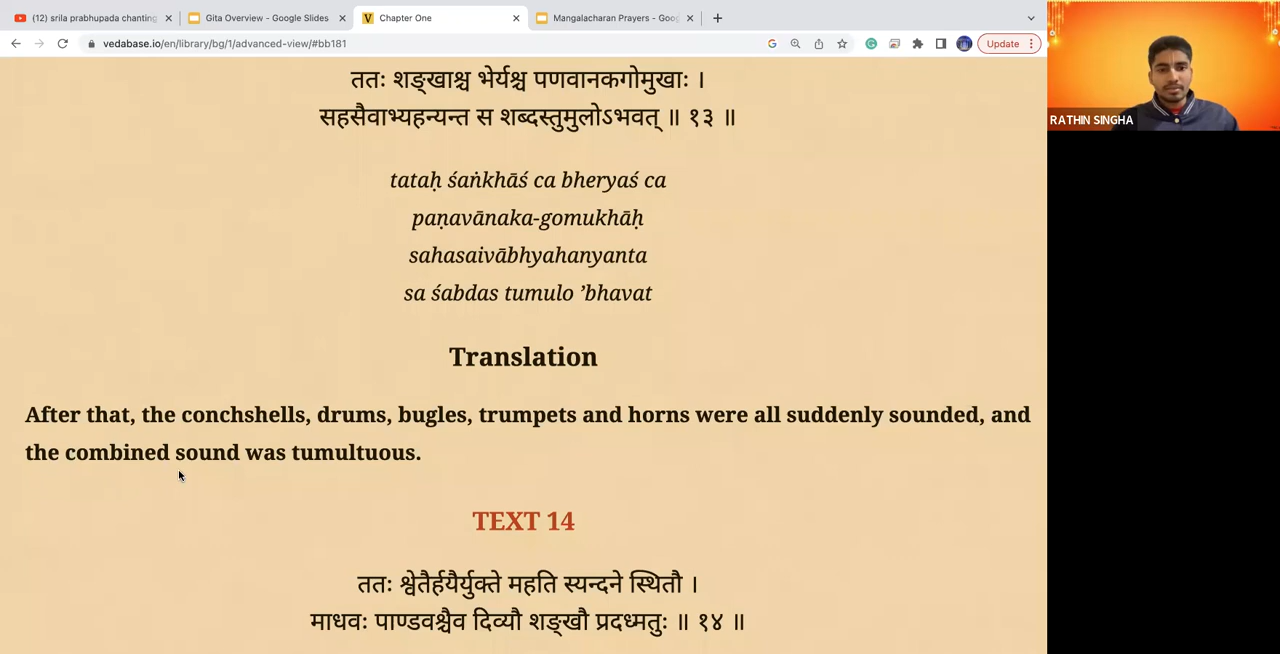 (12) srila prabhupada chanting
Gita Overview - Google Slides
Chapter One
Mangalacharan Prayers - Goo
vedabase.io/en/library/bg/1/advanced-view/#bb181
Update
ततः शङ्खाश्च भेर्यश्च पणवानकगोमुखाः ।
सहसैवाभ्यहन्यन्त स शब्दस्तुमुलोऽभवत् ॥ १३ ॥
tataḥ śaṅkhāś ca bheryaś ca
paṇavānaka-gomukhāḥ
sahasaivābhyahanyanta
sa śabdas tumulo ’bhavat
Translation
After that, the conchshells, drums, bugles, trumpets and horns were all suddenly sounded, and
the combined sound was tumultuous.
TEXT 14
ततः श्वेतैर्हयैर्युक्ते महति स्यन्दने स्थितौ ।
माधवः पाण्डवश्चैव दिव्यौ शङ्खौ प्रदध्मतुः ॥ १४ ॥
RATHIN SINGHA